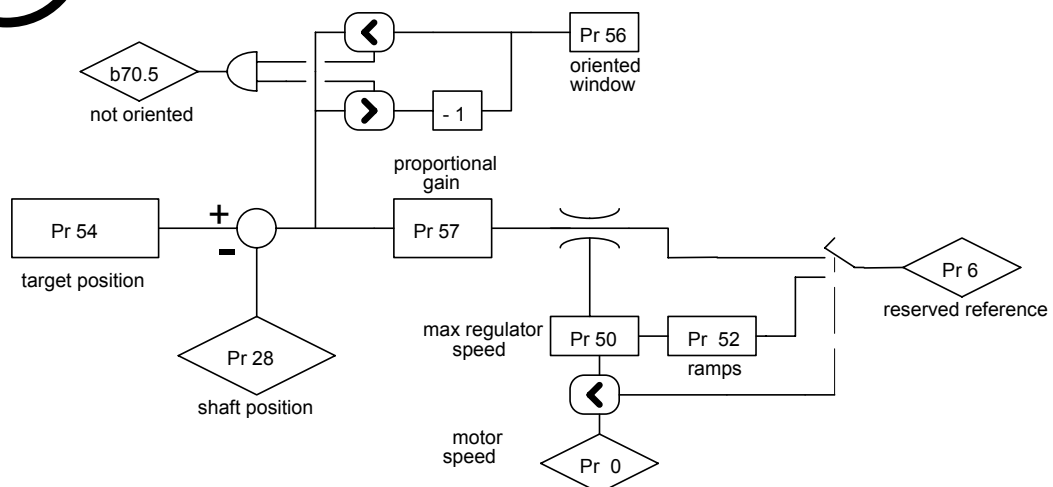 Pr 56
oriented
window
b70.5
not oriented
- 1
proportional
gain
+
-
Pr 54
target position
Pr 57
Pr 6
reserved reference
max regulator
speed
Pr 50
Pr 52
ramps
Pr 28
shaft position
motor
speed
Pr 0